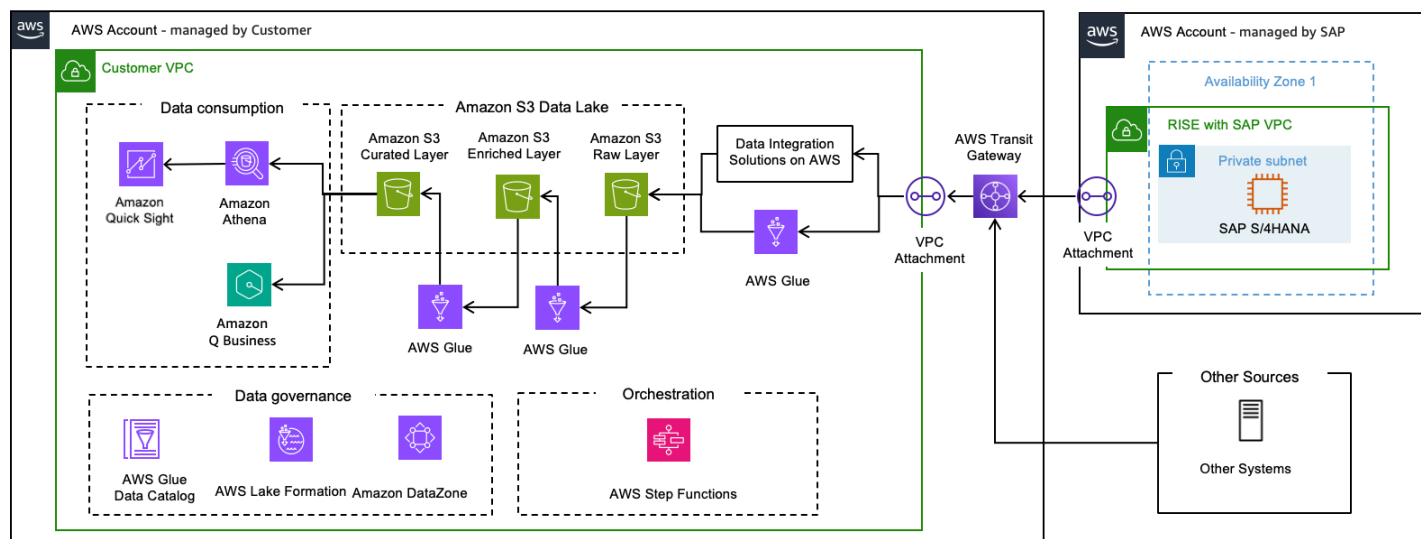 aws
AWS Account - managed by Customer
Customer VPC
Data consumption
Amazon
Quick Sight
Amazon
Athena
Amazon
Q Business
Amazon S3 Data Lake
Amazon S3
Curated Layer
Amazon S3
Enriched Layer
Amazon S3
Raw Layer
AWS Glue
AWS Glue
Data Integration
Solutions on AWS
AWS Glue
VPC
Attachment
AWS Transit
Gateway
Data governance
AWS Glue
Data Catalog
AWS Lake Formation
Amazon DataZone
Orchestration
AWS Step Functions
aws
AWS Account - managed by SAP
Availability Zone 1
RISE with SAP VPC
Private subnet
SAP S/4HANA
VPC
Attachment
Other Sources
Other Systems